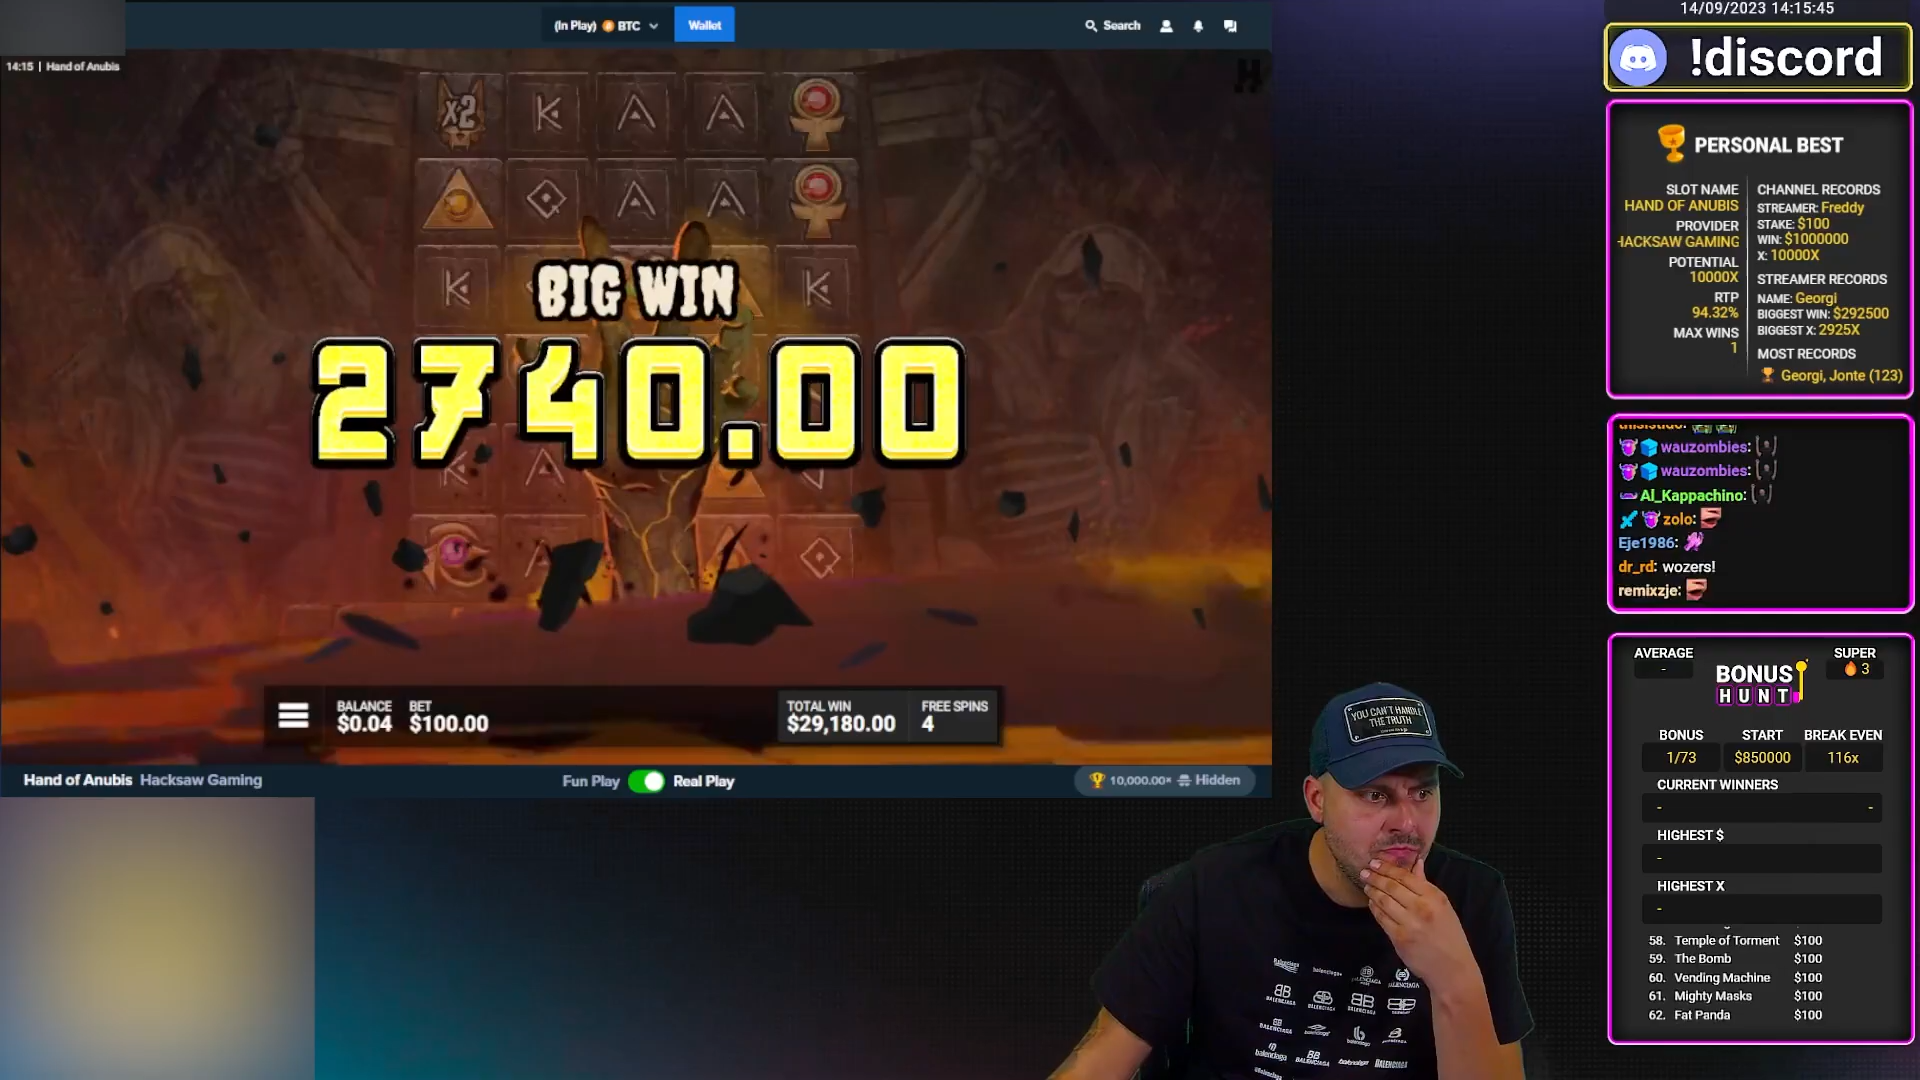 (In Play) BTC
Wallet
Search
14:15 | Hand of Anubis
x2
K
A
A
A
A
K
K
BIG WIN
2740.00
BALANCE
$0.04
BET
$100.00
TOTAL WIN
$29,180.00
FREE SPINS
4
Hand of Anubis Hacksaw Gaming
Fun Play
Real Play
10,000.00× Hidden
YOU CAN'T HANDLE
THE TRUTH
BALENCIAGA
14/09/2023 14:15:45
!discord
PERSONAL BEST
SLOT NAME
HAND OF ANUBIS
PROVIDER
HACKSAW GAMING
POTENTIAL
10000X
RTP
94.32%
MAX WINS
1
CHANNEL RECORDS
STREAMER: Freddy
STAKE: $100
WIN: $1000000
X: 10000X
STREAMER RECORDS
NAME: Georgi
BIGGEST WIN: $292500
BIGGEST X: 2925X
MOST RECORDS
Georgi, Jonte (123)
wauzombies:
wauzombies:
Al_Kappachino:
zolo:
Eje1986:
dr_rd: wozers!
remixzje:
AVERAGE
-
BONUS
HUNT
SUPER
3
BONUS
1/73
START
$850000
BREAK EVEN
116x
CURRENT WINNERS
- -
HIGHEST $
-
HIGHEST X
-
58. Temple of Torment $100
59. The Bomb $100
60. Vending Machine $100
61. Mighty Masks $100
62. Fat Panda $100